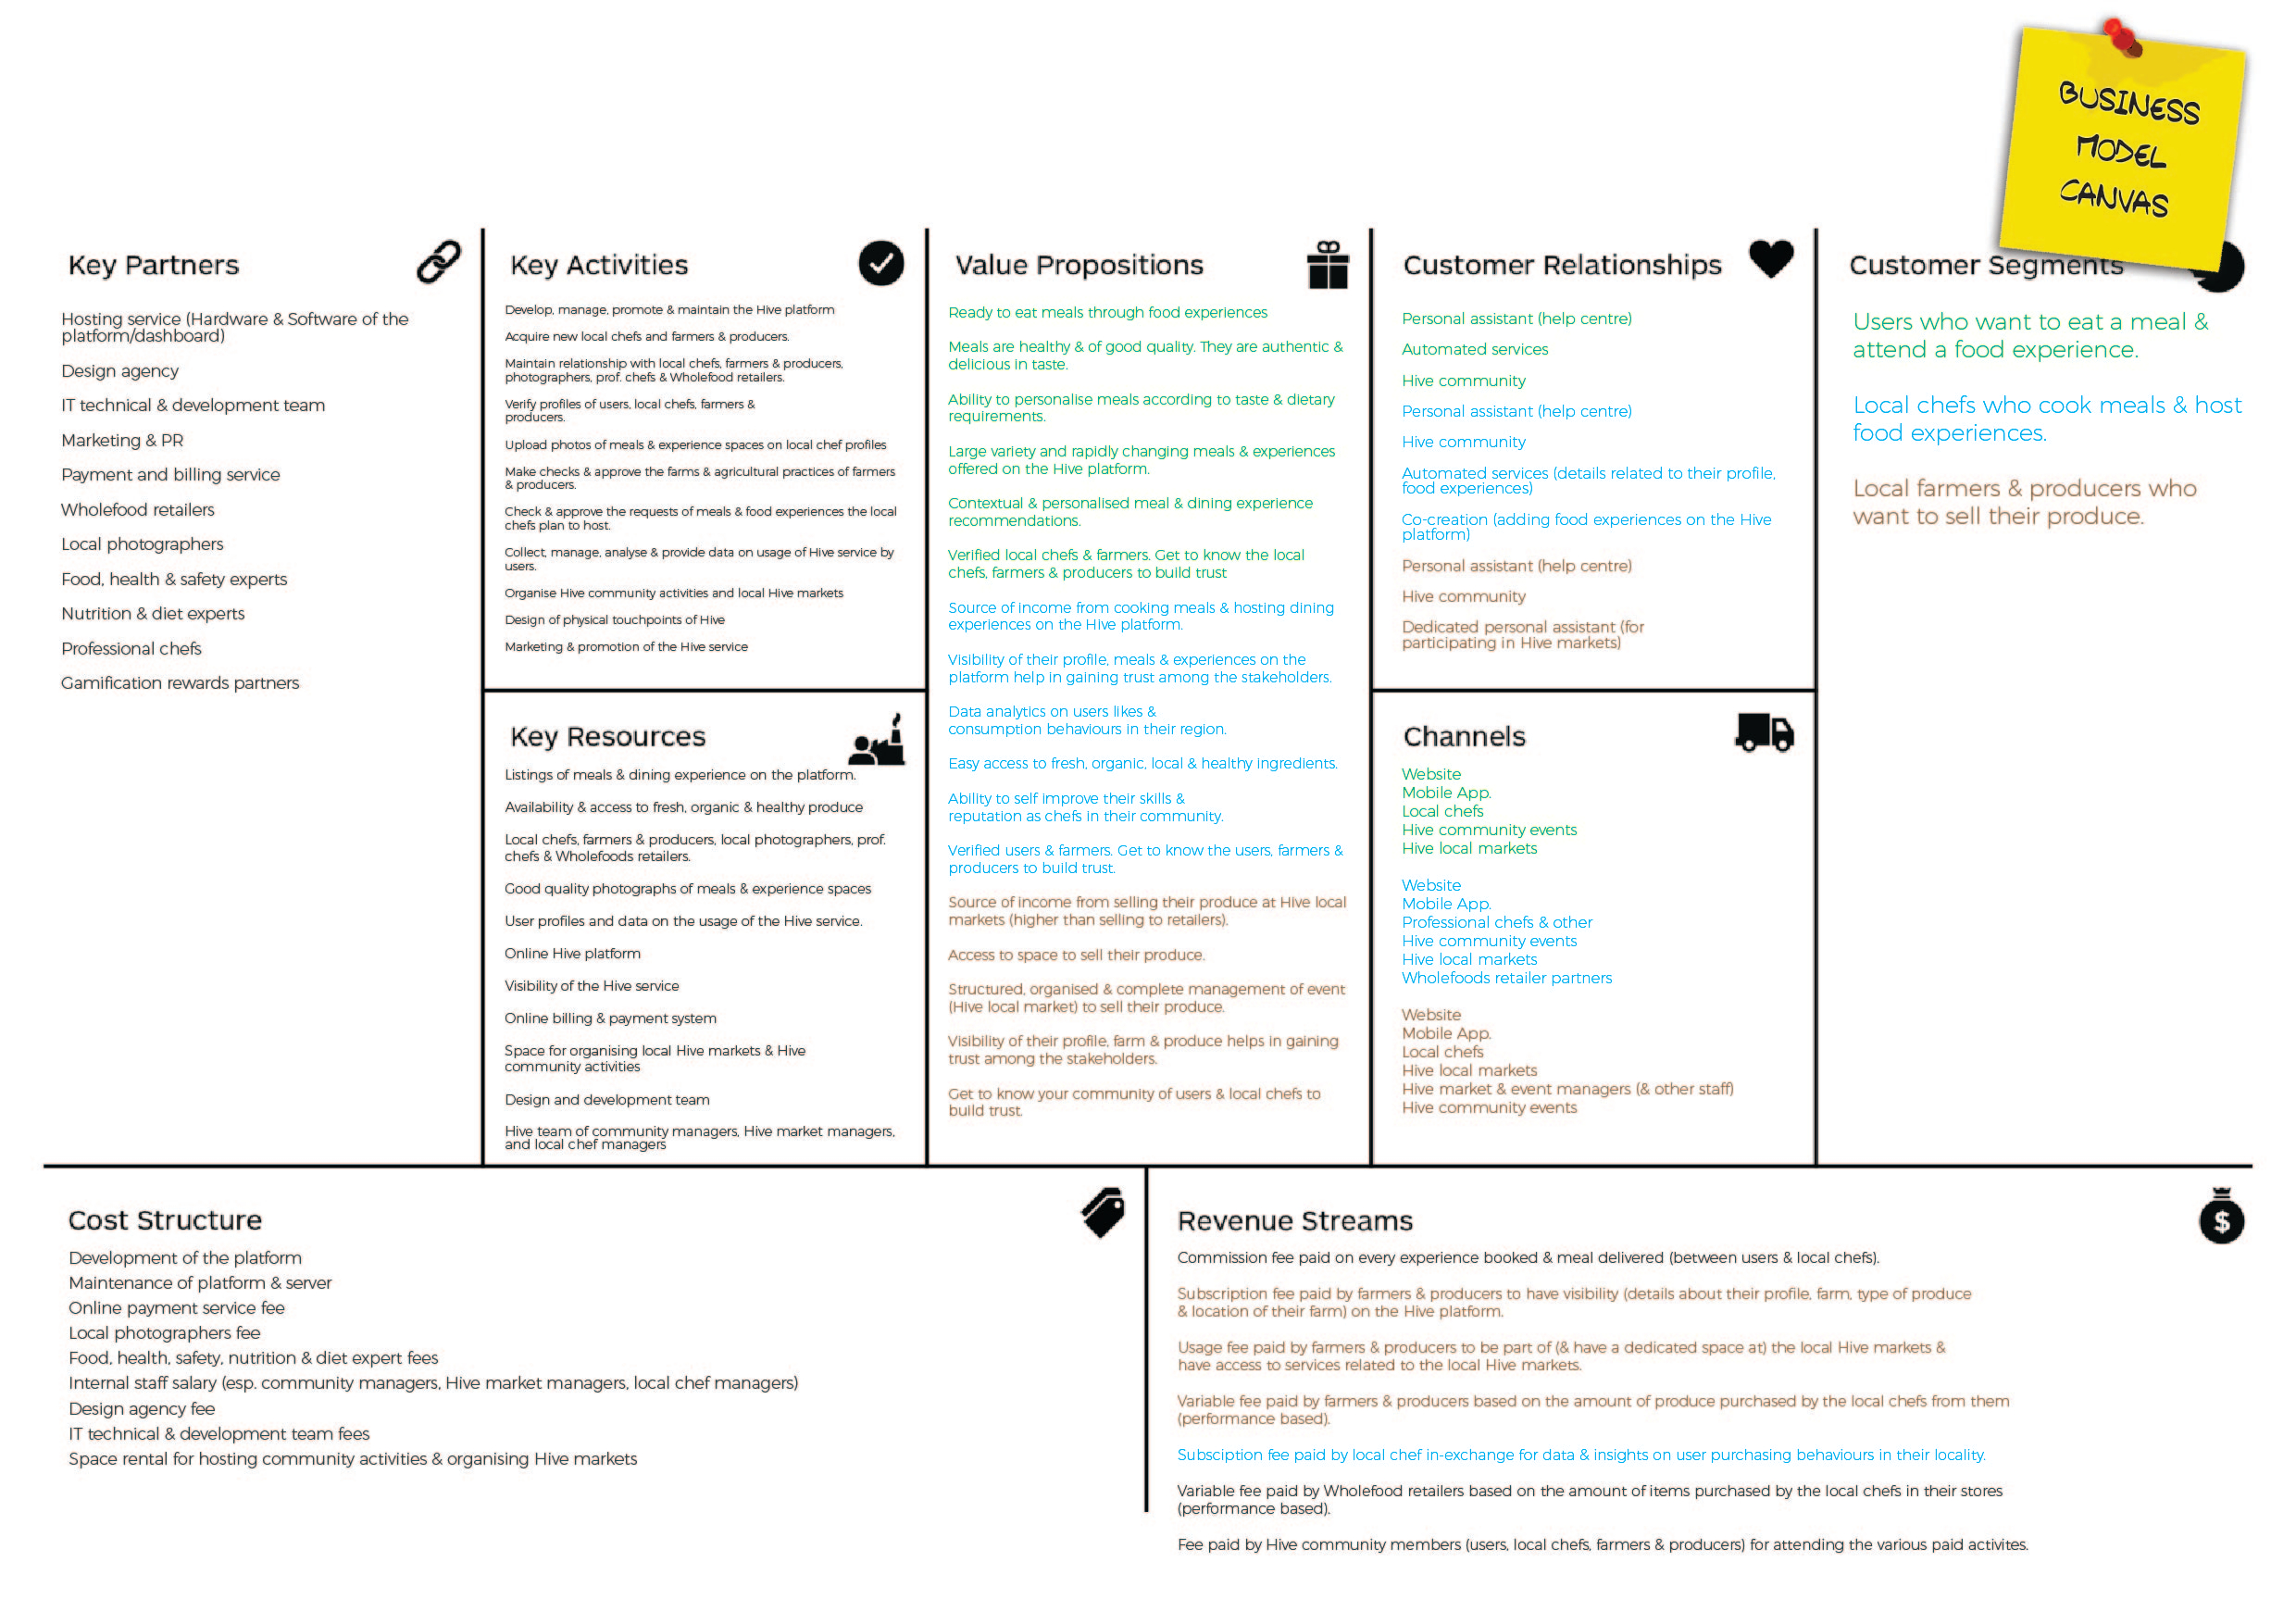 BUSINESS
MODEL
CANVAS
Key Partners
Hosting service (Hardware & Software of the
platform/dashboard)
Design agency
IT technical & development team
Marketing & PR
Payment and billing service
Wholefood retailers
Local photographers
Food, health & safety experts
Nutrition & diet experts
Professional chefs
Gamification rewards partners
Key Activities
Develop, manage, promote & maintain the Hive platform
Acquire new local chefs and farmers & producers.
Maintain relationship with local chefs, farmers & producers,
photographers, prof. chefs & Wholefood retailers.
Verify profiles of users, local chefs, farmers &
producers.
Upload photos of meals & experience spaces on local chef profiles
Make checks & approve the farms & agricultural practices of farmers
& producers.
Check & approve the requests of meals & food experiences the local
chefs plan to host.
Collect, manage, analyse & provide data on usage of Hive service by
users.
Organise Hive community activities and local Hive markets
Design of physical touchpoints of Hive
Marketing & promotion of the Hive service
Key Resources
Listings of meals & dining experience on the platform.
Availability & access to fresh, organic & healthy produce
Local chefs, farmers & producers, local photographers, prof.
chefs & Wholefoods retailers.
Good quality photographs of meals & experience spaces
User profiles and data on the usage of the Hive service.
Online Hive platform
Visibility of the Hive service
Online billing & payment system
Space for organising local Hive markets & Hive
community activities
Design and development team
Hive team of community managers, Hive market managers,
and local chef managers
Value Propositions
Ready to eat meals through food experiences
Meals are healthy & of good quality. They are authentic &
delicious in taste.
Ability to personalise meals according to taste & dietary
requirements.
Large variety and rapidly changing meals & experiences
offered on the Hive platform.
Contextual & personalised meal & dining experience
recommendations.
Verified local chefs & farmers. Get to know the local
chefs, farmers & producers to build trust
Source of income from cooking meals & hosting dining
experiences on the Hive platform.
Visibility of their profile, meals & experiences on the
platform help in gaining trust among the stakeholders.
Data analytics on users likes &
consumption behaviours in their region.
Easy access to fresh, organic, local & healthy ingredients.
Ability to self improve their skills &
reputation as chefs in their community.
Verified users & farmers. Get to know the users, farmers &
producers to build trust.
Source of income from selling their produce at Hive local
markets (higher than selling to retailers).
Access to space to sell their produce.
Structured, organised & complete management of event
(Hive local market) to sell their produce.
Visibility of their profile, farm & produce helps in gaining
trust among the stakeholders.
Get to know your community of users & local chefs to
build trust.
Customer Relationships
Personal assistant (help centre)
Automated services
Hive community
Personal assistant (help centre)
Hive community
Automated services (details related to their profile,
food experiences)
Co-creation (adding food experiences on the Hive
platform)
Personal assistant (help centre)
Hive community
Dedicated personal assistant (for
participating in Hive markets)
Channels
Website
Mobile App.
Local chefs
Hive community events
Hive local markets
Website
Mobile App.
Professional chefs & other
Hive community events
Hive local markets
Wholefoods retailer partners
Website
Mobile App.
Local chefs
Hive local markets
Hive market & event managers (& other staff)
Hive community events
Customer Segments
Users who want to eat a meal &
attend a food experience.
Local chefs who cook meals & host
food experiences.
Local farmers & producers who
want to sell their produce.
Cost Structure
Development of the platform
Maintenance of platform & server
Online payment service fee
Local photographers fee
Food, health, safety, nutrition & diet expert fees
Internal staff salary (esp. community managers, Hive market managers, local chef managers)
Design agency fee
IT technical & development team fees
Space rental for hosting community activities & organising Hive markets
Revenue Streams
$
Commission fee paid on every experience booked & meal delivered (between users & local chefs).
Subscription fee paid by farmers & producers to have visibility (details about their profile, farm, type of produce
& location of their farm) on the Hive platform.
Usage fee paid by farmers & producers to be part of (& have a dedicated space at) the local Hive markets &
have access to services related to the local Hive markets.
Variable fee paid by farmers & producers based on the amount of produce purchased by the local chefs from them
(performance based).
Subsciption fee paid by local chef in-exchange for data & insights on user purchasing behaviours in their locality.
Variable fee paid by Wholefood retailers based on the amount of items purchased by the local chefs in their stores
(performance based).
Fee paid by Hive community members (users, local chefs, farmers & producers) for attending the various paid activites.